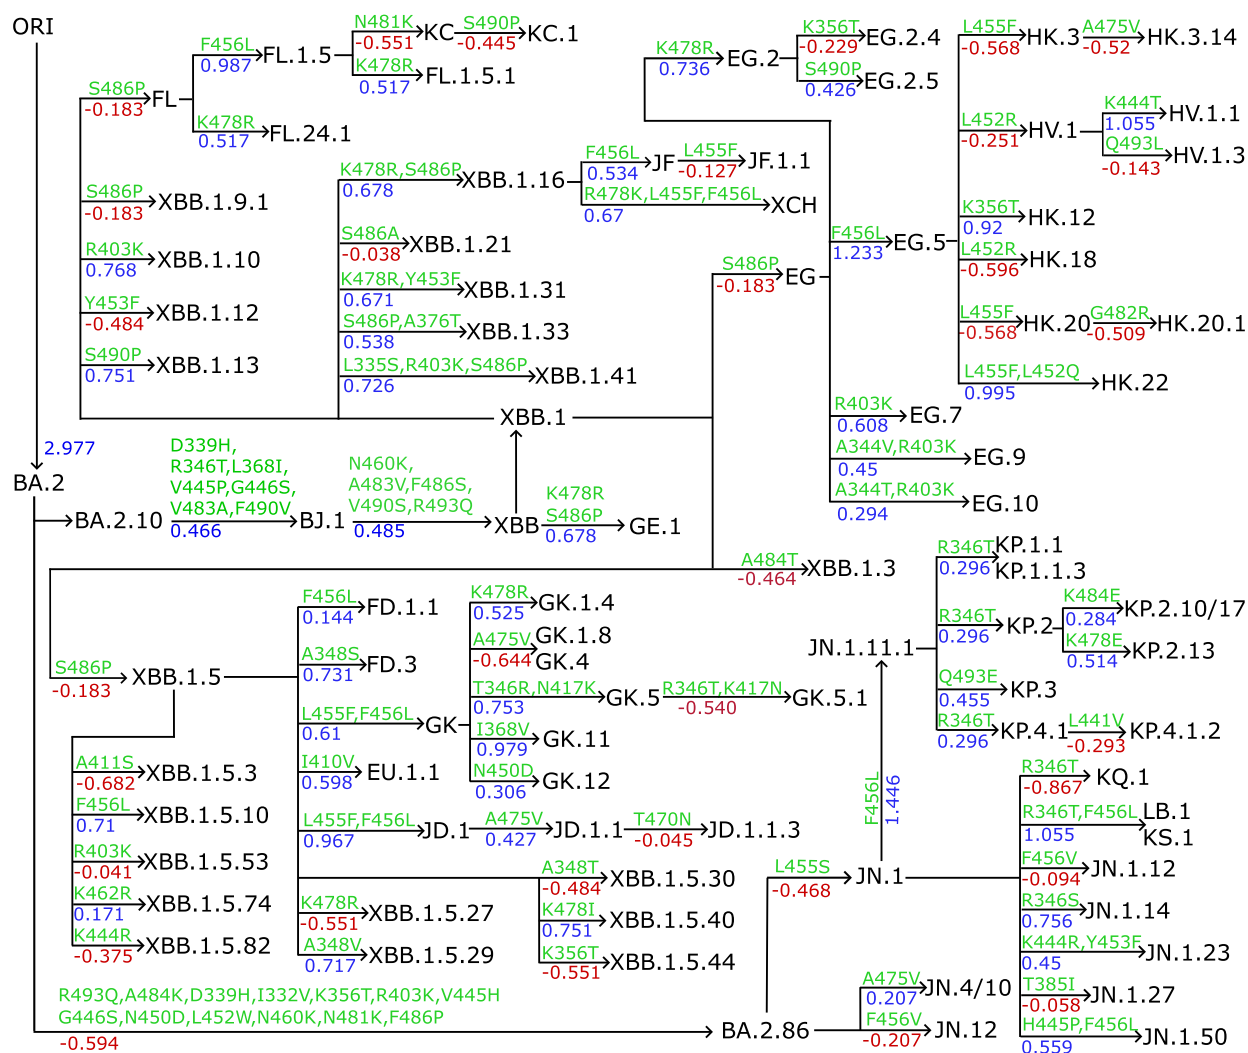 ORI
2.977
BA.2
S486P
-0.183
FL
F456L
0.987
FL.1.5
N481K
-0.551
KC
S490P
-0.445
KC.1
K478R
0.517
FL.1.5.1
K478R
0.517
FL.24.1
S486P
-0.183
XBB.1.9.1
R403K
0.768
XBB.1.10
Y453F
-0.484
XBB.1.12
S490P
0.751
XBB.1.13
K478R,S486P
0.678
XBB.1.16
F456L
0.534
JF
L455F
-0.127
JF.1.1
R478K,L455F,F456L
0.67
XCH
S486A
-0.038
XBB.1.21
K478R,Y453F
0.671
XBB.1.31
S486P,A376T
0.538
XBB.1.33
L335S,R403K,S486P
0.726
XBB.1.41
XBB.1
S486P
-0.183
EG
K478R
0.736
EG.2
K356T
-0.229
EG.2.4
S490P
0.426
EG.2.5
F456L
1.233
EG.5
L455F
-0.568
HK.3
A475V
-0.52
HK.3.14
L452R
-0.251
HV.1
K444T
1.055
HV.1.1
Q493L
-0.143
HV.1.3
K356T
0.92
HK.12
L452R
-0.596
HK.18
L455F
-0.568
HK.20
G482R
-0.509
HK.20.1
L455F,L452Q
0.995
HK.22
R403K
0.608
EG.7
A344V,R403K
0.45
EG.9
A344T,R403K
0.294
EG.10
BA.2.10
D339H,
R346T,L368I,
V445P,G446S,
V483A,F490V
0.466
BJ.1
N460K,
A483V,F486S,
V490S,R493Q
0.485
XBB
K478R
S486P
0.678
GE.1
A484T
-0.464
XBB.1.3
S486P
-0.183
XBB.1.5
A411S
-0.682
XBB.1.5.3
F456L
0.71
XBB.1.5.10
R403K
-0.041
XBB.1.5.53
K462R
0.171
XBB.1.5.74
K444R
-0.375
XBB.1.5.82
F456L
0.144
FD.1.1
A348S
0.731
FD.3
L455F,F456L
0.61
GK
K478R
0.525
GK.1.4
A475V
-0.644
GK.1.8
GK.4
T346R,N417K
0.753
GK.5
R346T,K417N
-0.540
GK.5.1
I368V
0.979
GK.11
N450D
0.306
GK.12
I410V
0.598
EU.1.1
L455F,F456L
0.967
JD.1
A475V
0.427
JD.1.1
T470N
-0.045
JD.1.1.3
A348T
-0.484
XBB.1.5.30
K478I
0.751
XBB.1.5.40
K356T
-0.551
XBB.1.5.44
K478R
-0.551
XBB.1.5.27
A348V
0.717
XBB.1.5.29
R493Q,A484K,D339H,I332V,K356T,R403K,V445H
G446S,N450D,L452W,N460K,N481K,F486P
-0.594
BA.2.86
L455S
-0.468
JN.1
A475V
0.207
JN.4/10
F456V
-0.207
JN.12
F456L
1.446
JN.1.11.1
R346T
0.296
KP.1.1
KP.1.1.3
R346T
0.296
KP.2
K484E
0.284
KP.2.10/17
K478E
0.514
KP.2.13
Q493E
0.455
KP.3
R346T
0.296
KP.4.1
L441V
-0.293
KP.4.1.2
R346T
-0.867
KQ.1
R346T,F456L
1.055
LB.1
KS.1
F456V
-0.094
JN.1.12
R346S
0.756
JN.1.14
K444R,Y453F
0.45
JN.1.23
T385I
-0.058
JN.1.27
H445P,F456L
0.559
JN.1.50